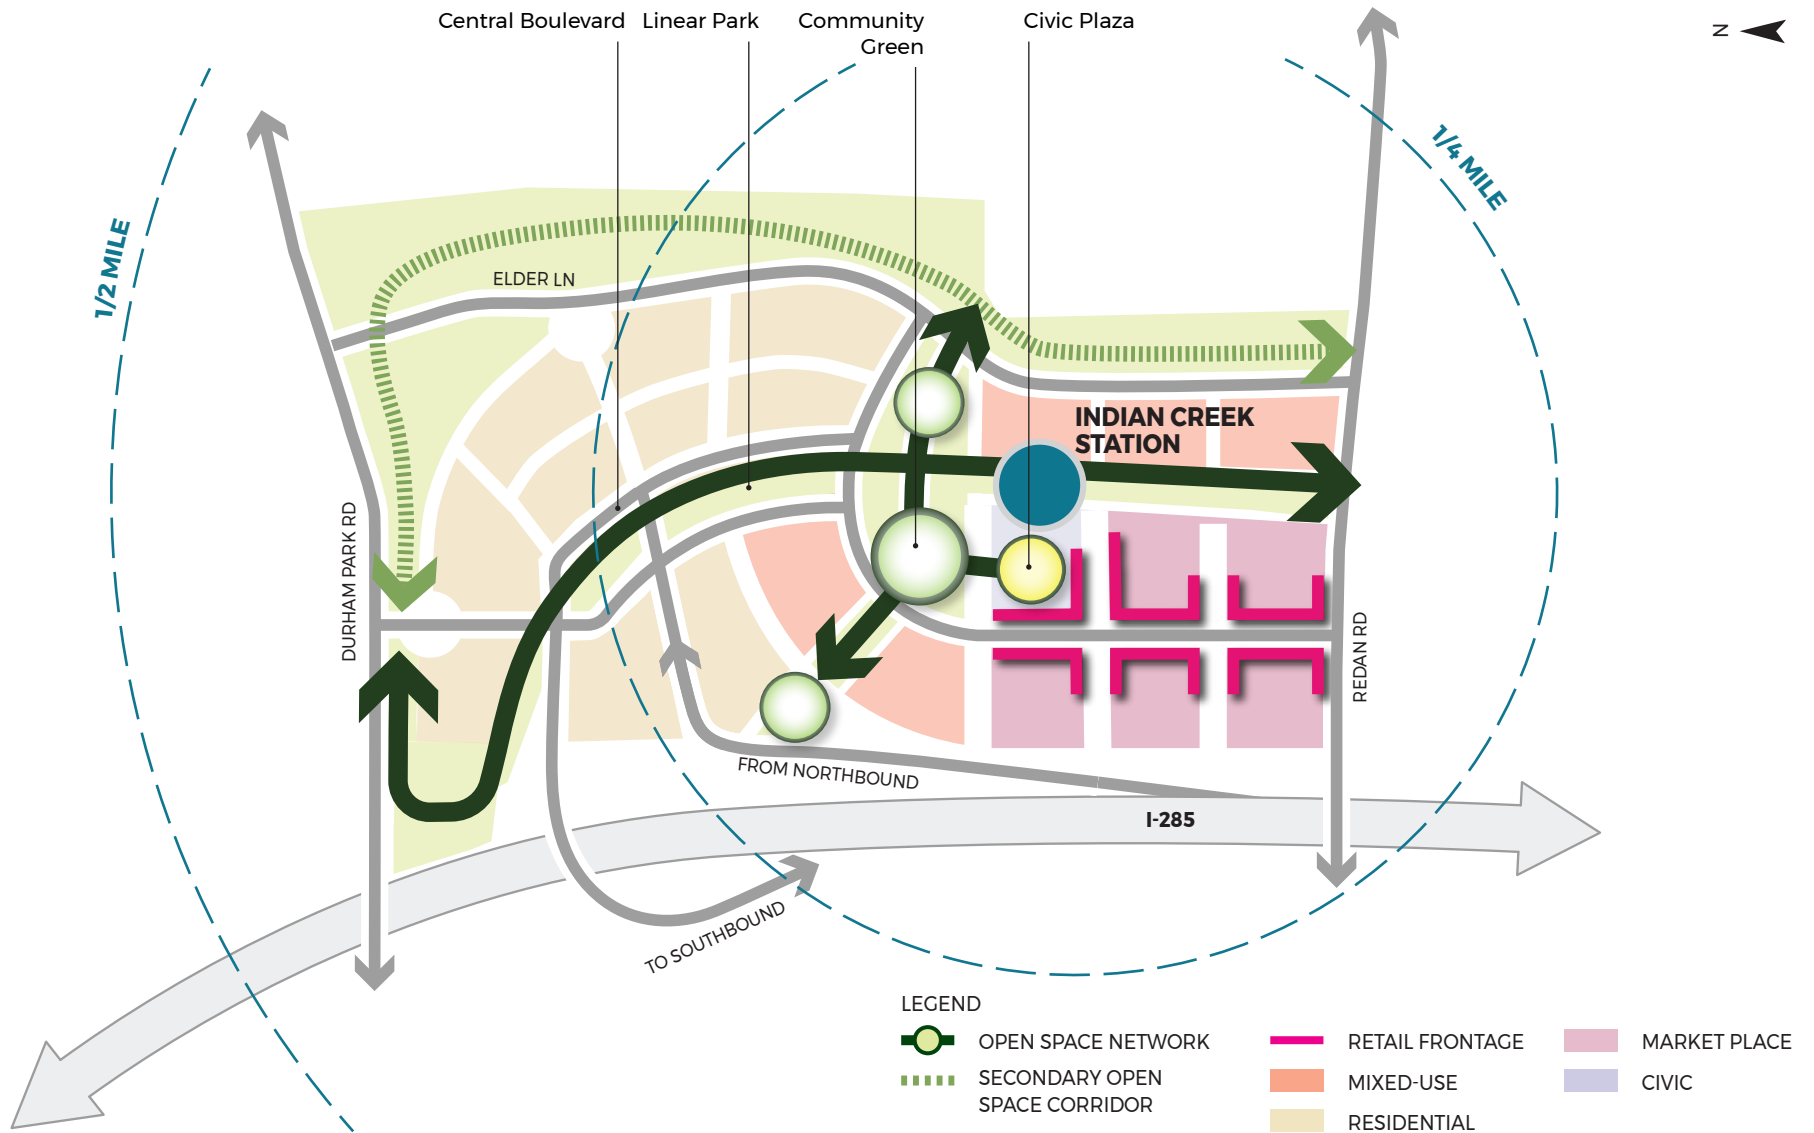 Central Boulevard
Linear Park
Community
Green
Civic Plaza
N
1/4 MILE
1/2 MILE
ELDER LN
INDIAN CREEK
STATION
DURHAM PARK RD
REDAN RD
FROM NORTHBOUND
I-285
TO SOUTHBOUND
LEGEND
OPEN SPACE NETWORK
SECONDARY OPEN
SPACE CORRIDOR
RETAIL FRONTAGE
MIXED-USE
RESIDENTIAL
MARKET PLACE
CIVIC